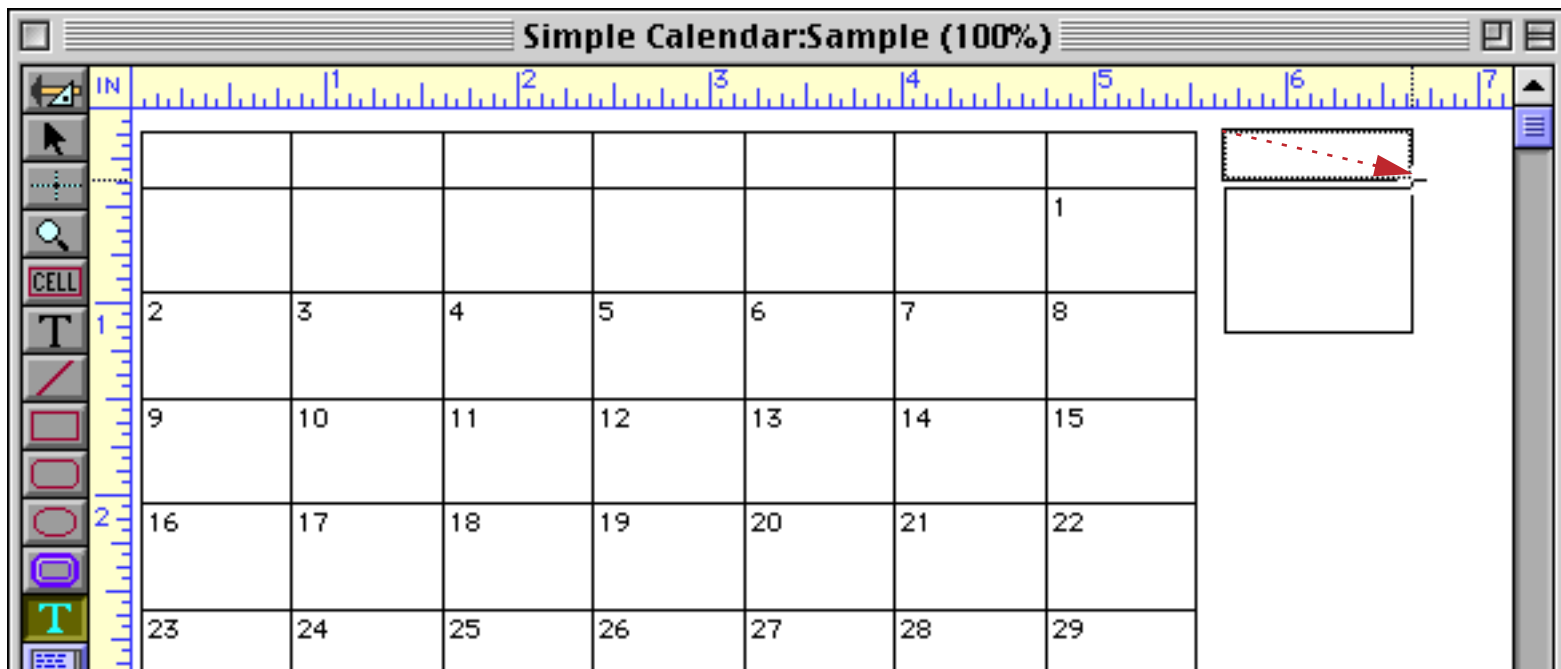 Simple Calendar:Sample (100%)
IN 1 2 3 4 5 6 7
1
CELL
1 2 3 4 5 6 7 8
T
9 10 11 12 13 14 15
2 16 17 18 19 20 21 22
T 23 24 25 26 27 28 29